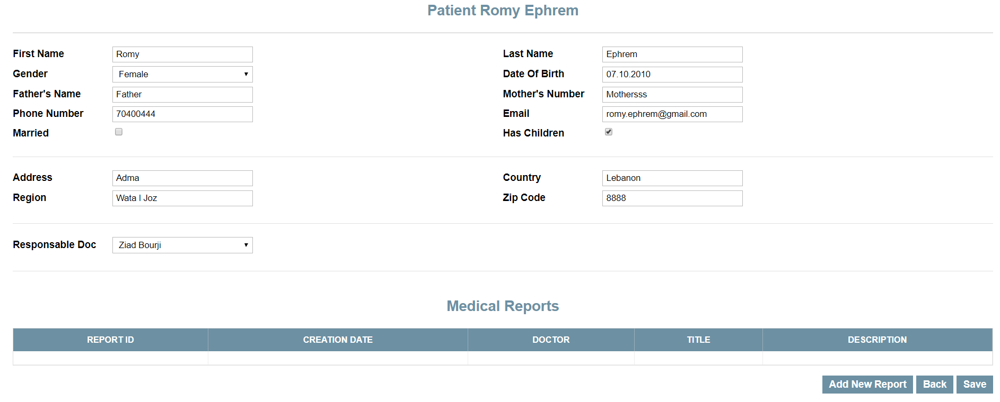 Patient Romy Ephrem
First Name Romy Last Name Ephrem
Gender Female Date Of Birth 07.10.2010
Father's Name Father Mother's Number Mothersss
Phone Number 70400444 Email romy.ephrem@gmail.com
Married Has Children
Address Adma Country Lebanon
Region Wata l Joz Zip Code 8888
Responsable Doc Ziad Bourji
Medical Reports
REPORT ID CREATION DATE DOCTOR TITLE DESCRIPTION
Add New Report Back Save